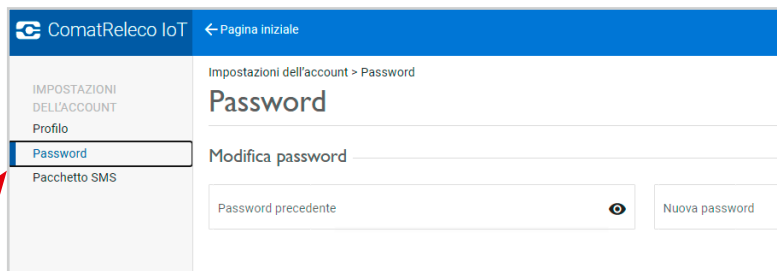 ComatReleco IoT
Pagina iniziale
IMPOSTAZIONI
DELL'ACCOUNT
Profilo
Password
Pacchetto SMS
Impostazioni dell'account > Password
Password
Modifica password
Password precedente
Nuova password